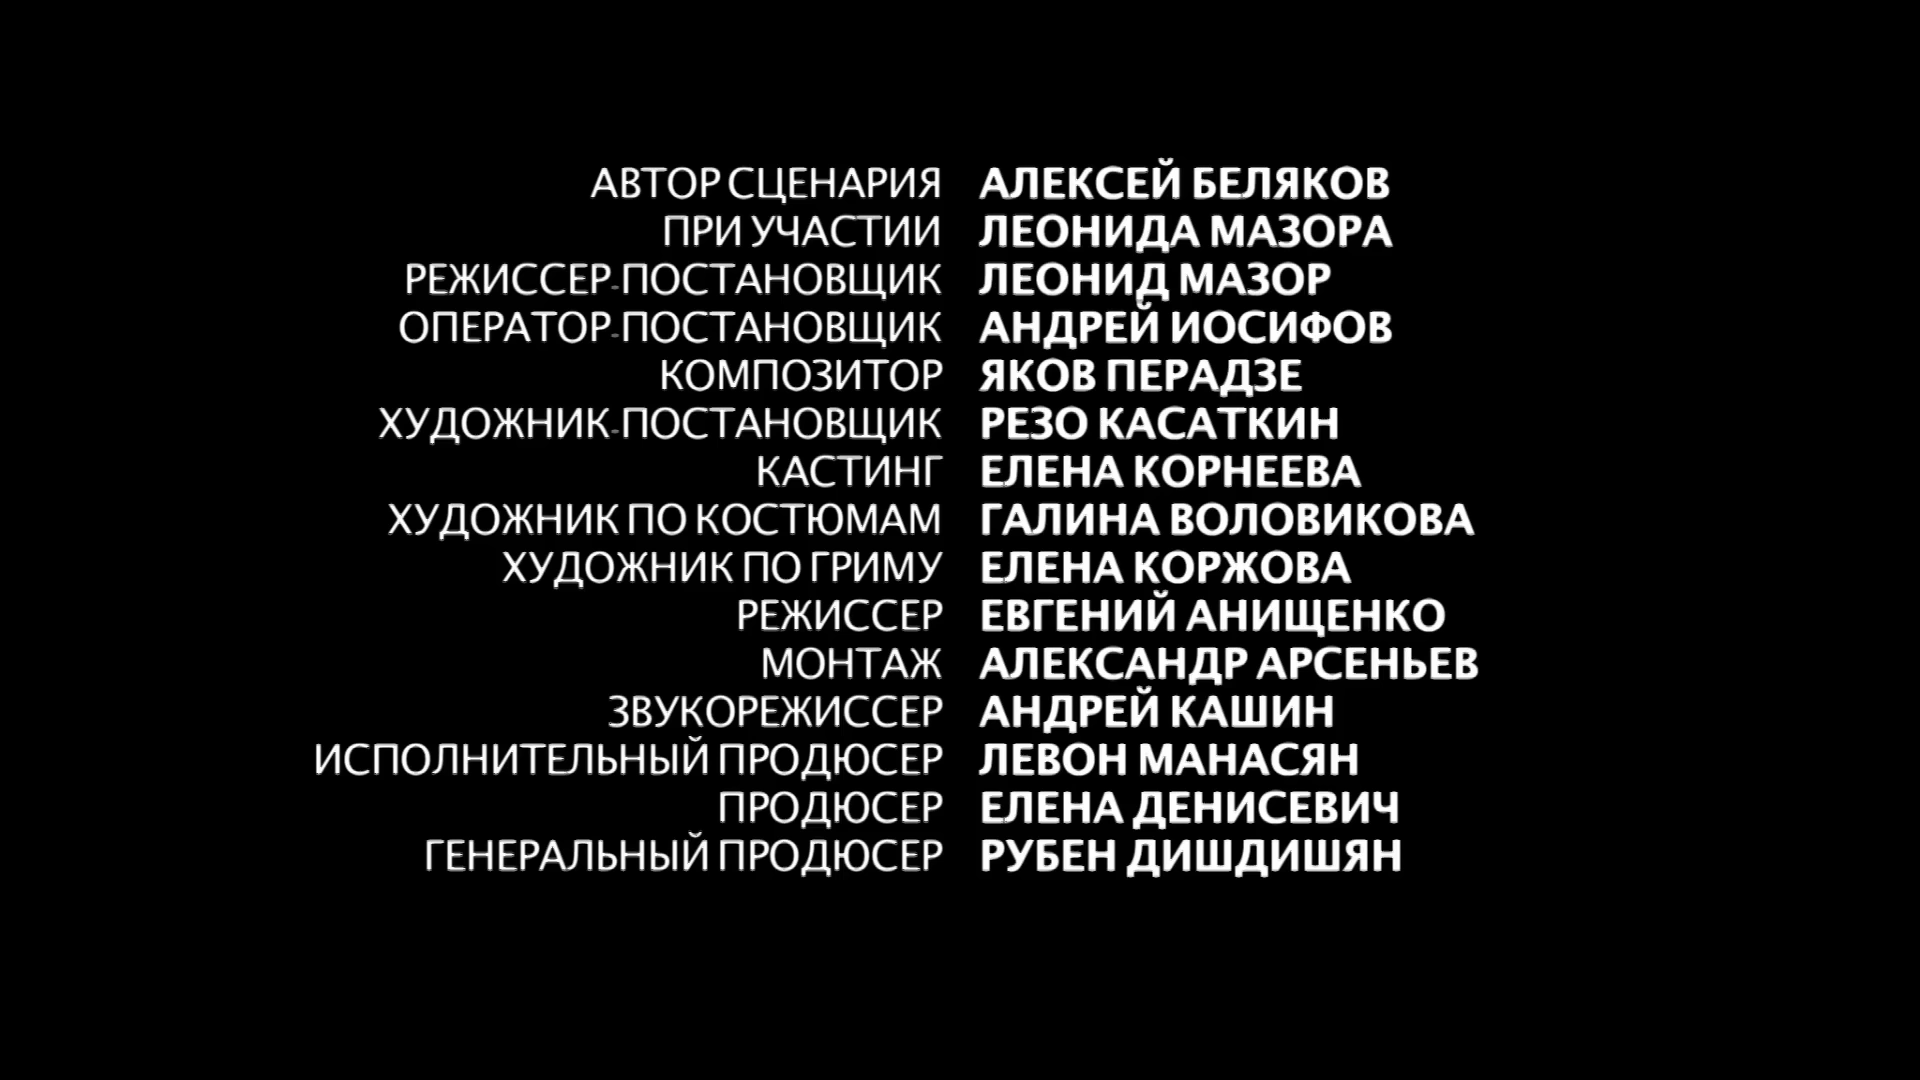 АВТОР СЦЕНАРИЯ АЛЕКСЕЙ БЕЛЯКОВ
ПРИ УЧАСТИИ ЛЕОНИДА МАЗОРА
РЕЖИССЕР-ПОСТАНОВЩИК ЛЕОНИД МАЗОР
ОПЕРАТОР-ПОСТАНОВЩИК АНДРЕЙ ИОСИФОВ
КОМПОЗИТОР ЯКОВ ПЕРАДЗЕ
ХУДОЖНИК-ПОСТАНОВЩИК РЕЗО КАСАТКИН
КАСТИНГ ЕЛЕНА КОРНЕЕВА
ХУДОЖНИК ПО КОСТЮМАМ ГАЛИНА ВОЛОВИКОВА
ХУДОЖНИК ПО ГРИМУ ЕЛЕНА КОРЖОВА
РЕЖИССЕР ЕВГЕНИЙ АНИЩЕНКО
МОНТАЖ АЛЕКСАНДР АРСЕНЬЕВ
ЗВУКОРЕЖИССЕР АНДРЕЙ КАШИН
ИСПОЛНИТЕЛЬНЫЙ ПРОДЮСЕР ЛЕВОН МАНАСЯН
ПРОДЮСЕР ЕЛЕНА ДЕНИСЕВИЧ
ГЕНЕРАЛЬНЫЙ ПРОДЮСЕР РУБЕН ДИШДИШЯН